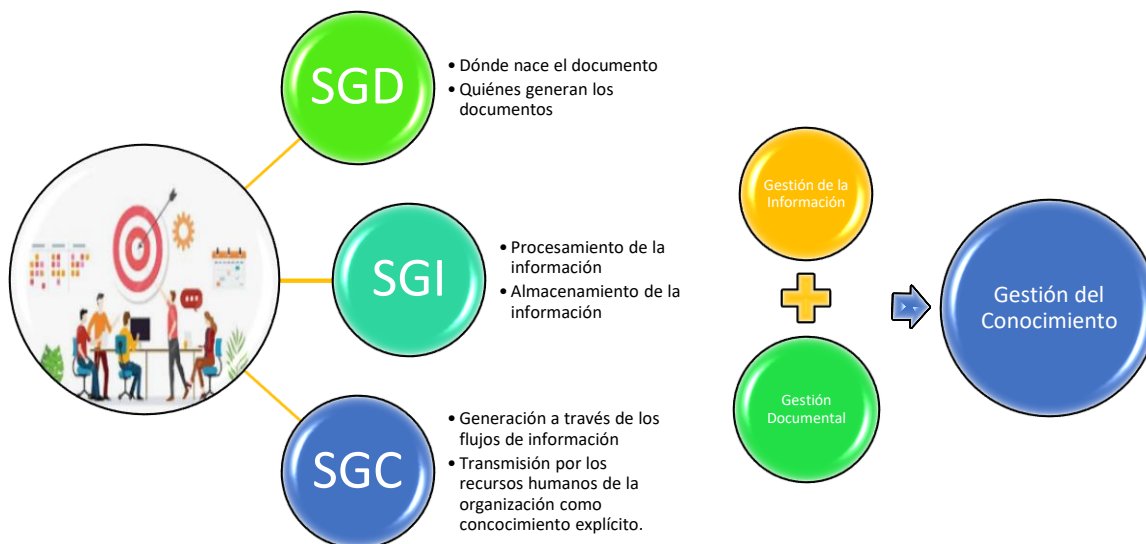 SGD
• Dónde nace el documento
• Quiénes generan los
documentos
SGI
• Procesamiento de la
información
• Almacenamiento de la
información
SGC
• Generación a través de los
flujos de información
• Transmisión por los
recursos humanos de la
organización como
concocimiento explícito.
Gestión de la
Información
Gestión
Documental
Gestión del
Conocimiento